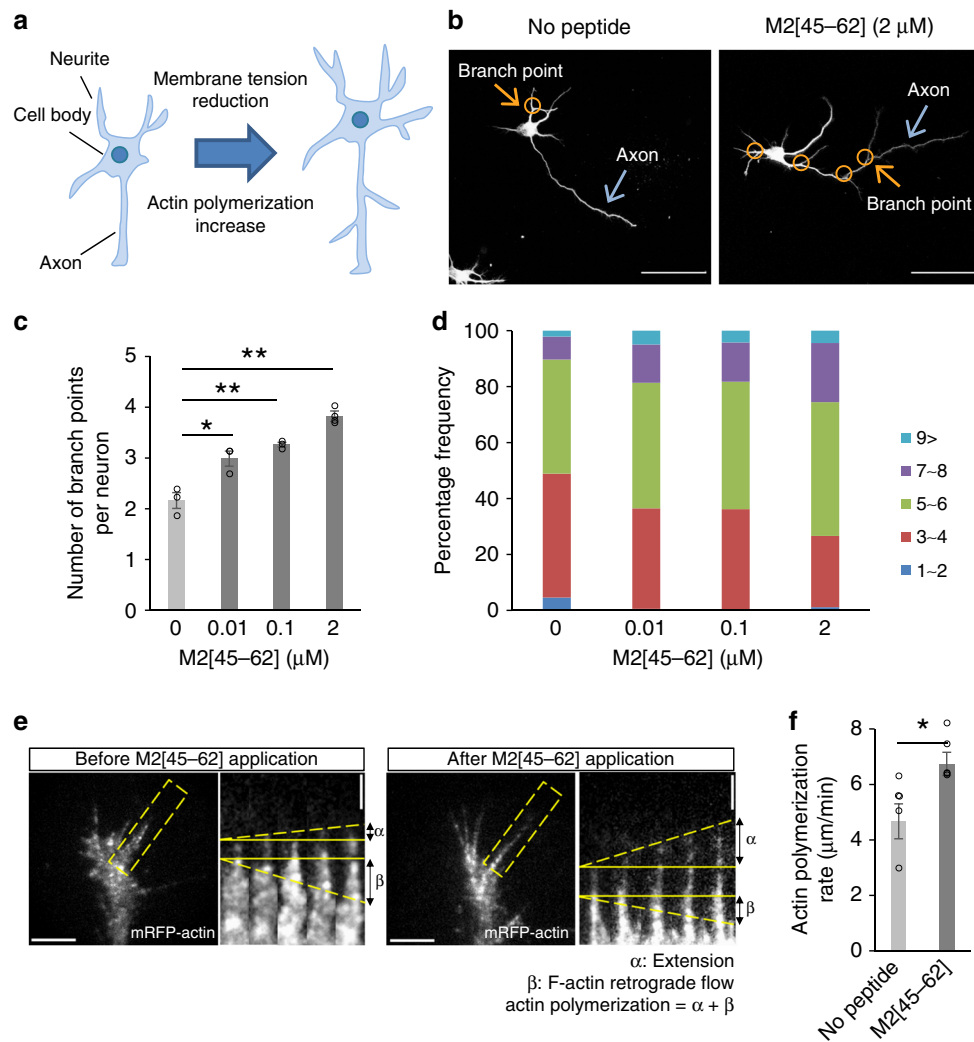 a
Neurite
Cell body
Axon
Membrane tension
reduction
Actin polymerization
increase
b
No peptide
M2[45–62] (2 μM)
Branch point
Axon
Axon
Branch point
c
Number of branch points
per neuron
5
4
3
2
1
0
**
**
*
0 0.01 0.1 2
M2[45–62] (μM)
d
Percentage frequency
100
80
60
40
20
0
0 0.01 0.1 2
M2[45–62] (μM)
9>
7~8
5~6
3~4
1~2
e
Before M2[45–62] application
After M2[45–62] application
mRFP-actin
α
β
mRFP-actin
α
β
α: Extension
β: F-actin retrograde flow
actin polymerization = α + β
f
Actin polymerization
rate (μm/min)
8
6
4
2
0
*
No peptide
M2[45–62]